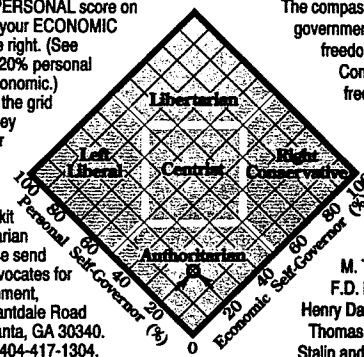 PERSONAL score on
your ECONOMIC
e right. (See
20% personal
onomic.)
the grid
ey
r
kit
arian
e send
vocates for
nment,
antdale Road
nta, GA 30340.
404-417-1304.
Libertarian
Left
Liberal
Centrist
Right
Conservative
Authoritarian
100
80
60
40
20
Personal Self-Governor (%)
0
20
40
60
80
100
Economic Self-Governor (%)
The compas
government
freedo
Con
free
M. T
F.D. I
Henry Da
Thomas
Stalin and